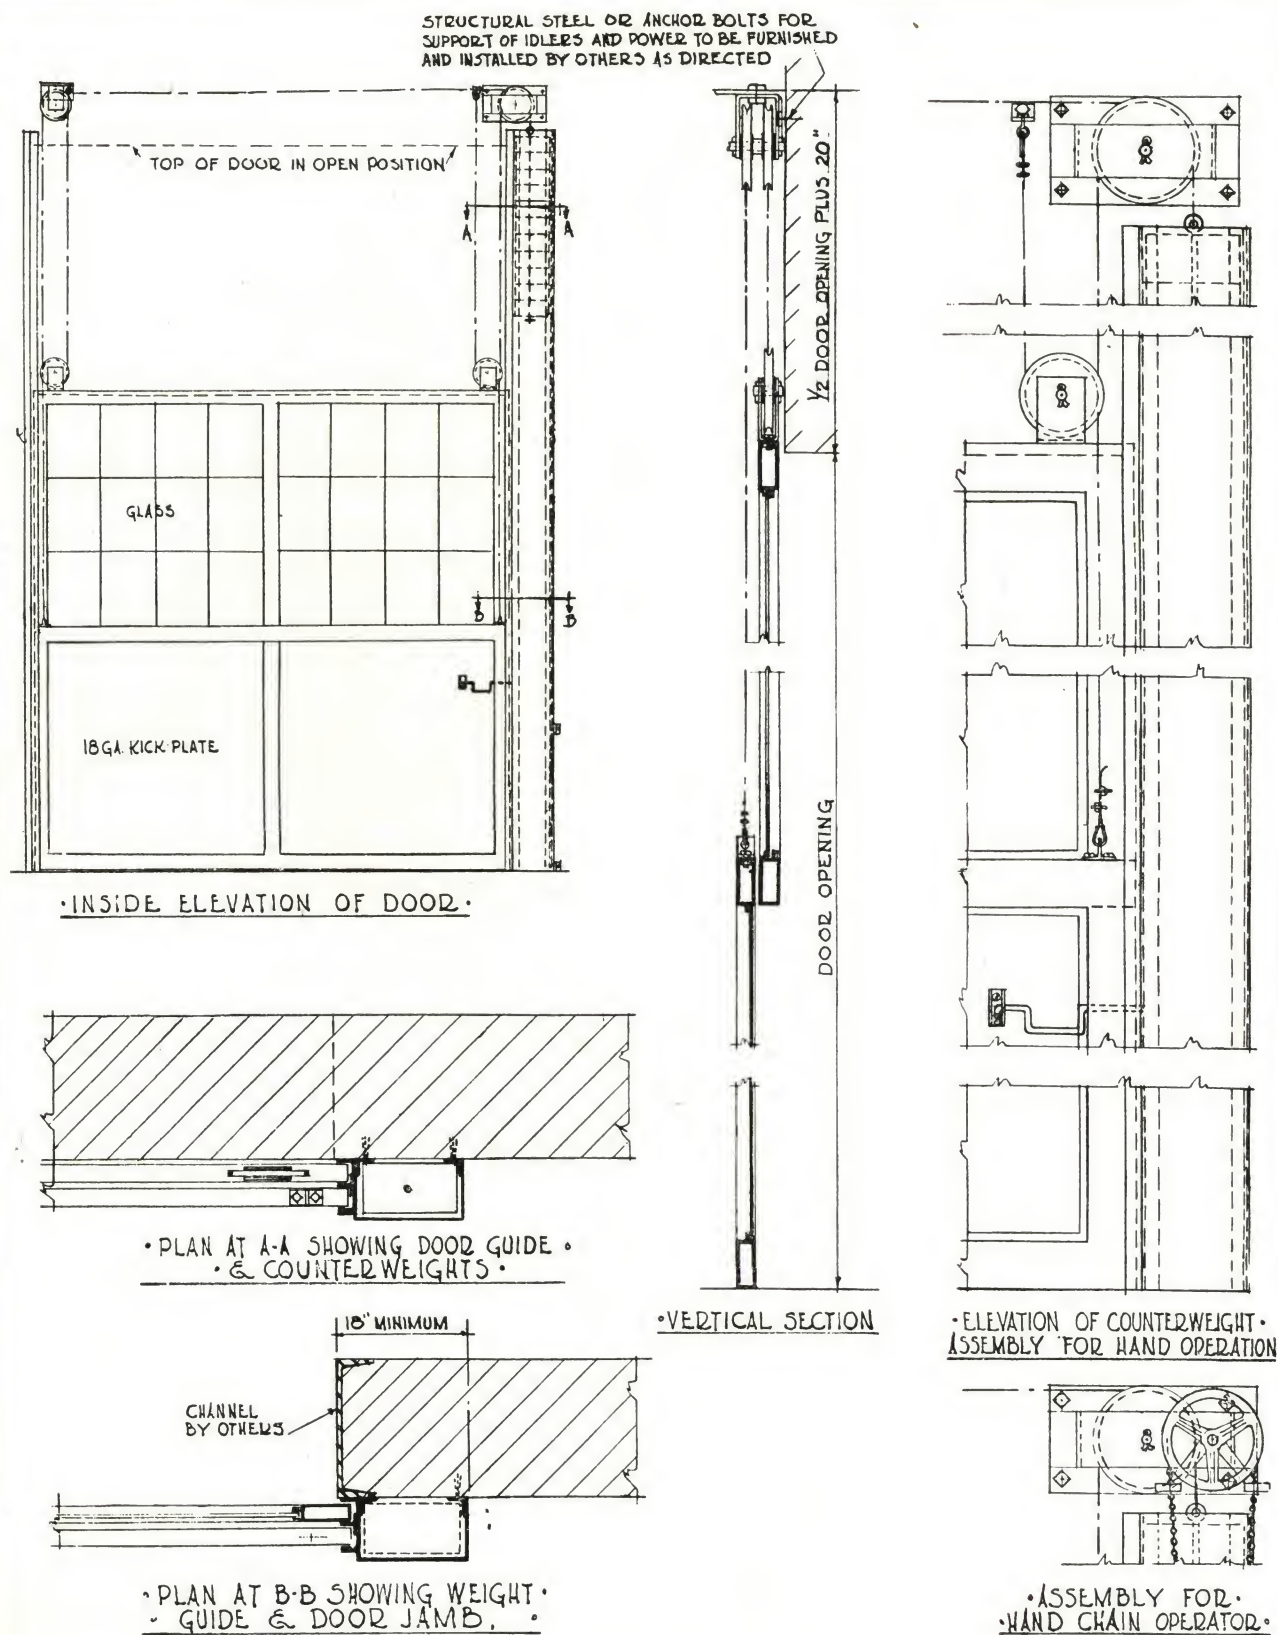 STRUCTURAL STEEL OR ANCHOR BOLTS FOR
SUPPORT OF IDLERS AND POWER TO BE FURNISHED
AND INSTALLED BY OTHERS AS DIRECTED
TOP OF DOOR IN OPEN POSITION
A A
GLASS
B B
18 GA. KICK PLATE
·INSIDE ELEVATION OF DOOR·
1/2 DOOR OPENING PLUS 20"
DOOR OPENING
·VERTICAL SECTION
·ELEVATION OF COUNTERWEIGHT·
ASSEMBLY FOR HAND OPERATION
·PLAN AT A-A SHOWING DOOR GUIDE·
·& COUNTERWEIGHTS·
18" MINIMUM
CHANNEL
BY OTHERS
·PLAN AT B-B SHOWING WEIGHT·
·GUIDE & DOOR JAMB.·
·ASSEMBLY FOR·
·HAND CHAIN OPERATOR·